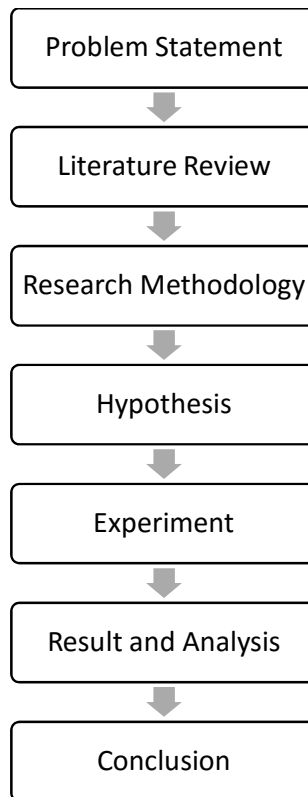 Problem Statement
Literature Review
Research Methodology
Hypothesis
Experiment
Result and Analysis
Conclusion